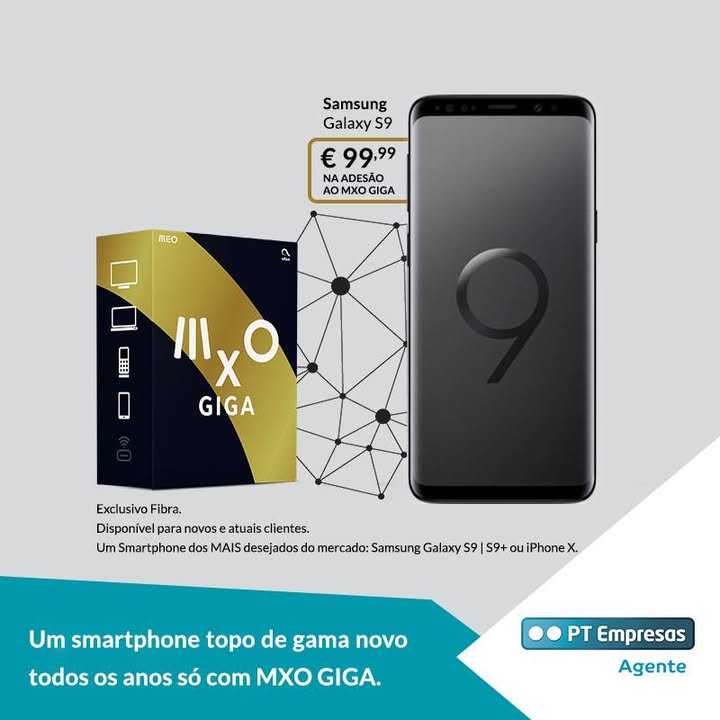 Samsung
Galaxy S9
€ 99,99
NA ADESÃO
AO MXO GIGA
MEO
MXO
GIGA
9
Exclusivo Fibra.
Disponível para novos e atuais clientes.
Um Smartphone dos MAIS desejados do mercado: Samsung Galaxy S9 | S9+ ou iPhone X.
Um smartphone topo de gama novo
todos os anos só com MXO GIGA.
PT Empresas
Agente